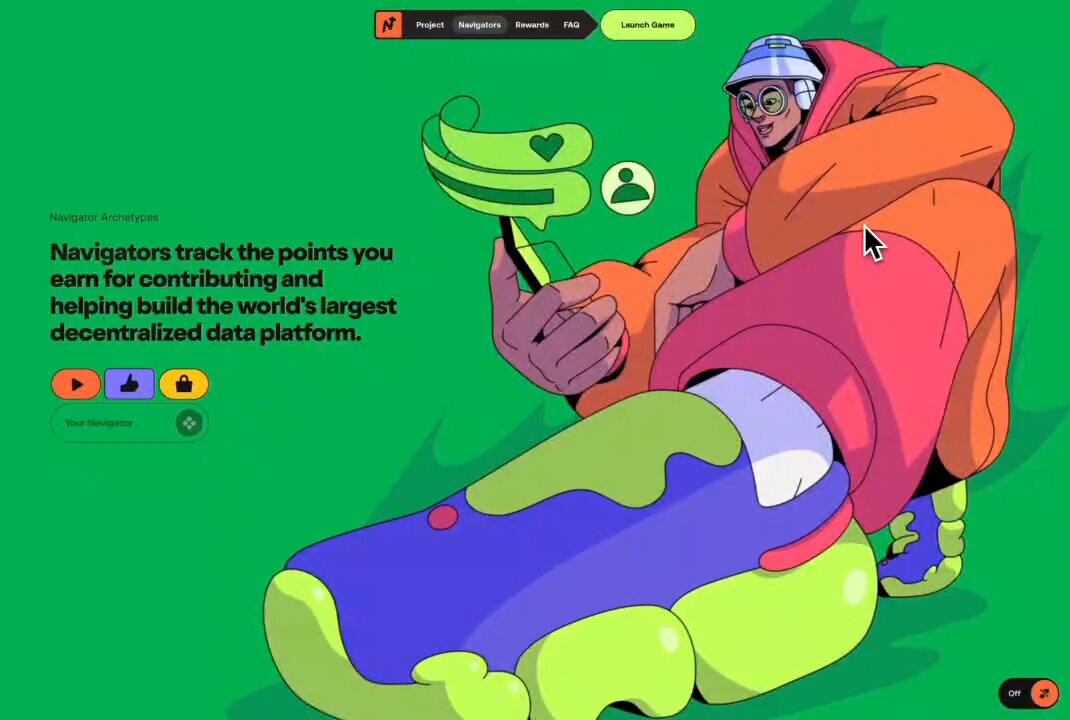 Project
Navigators
Rewards
FAQ
Launch Game
Navigator Archetypes
Navigators track the points you
earn for contributing and
helping build the world's largest
decentralized data platform.
Your Navigator
Off